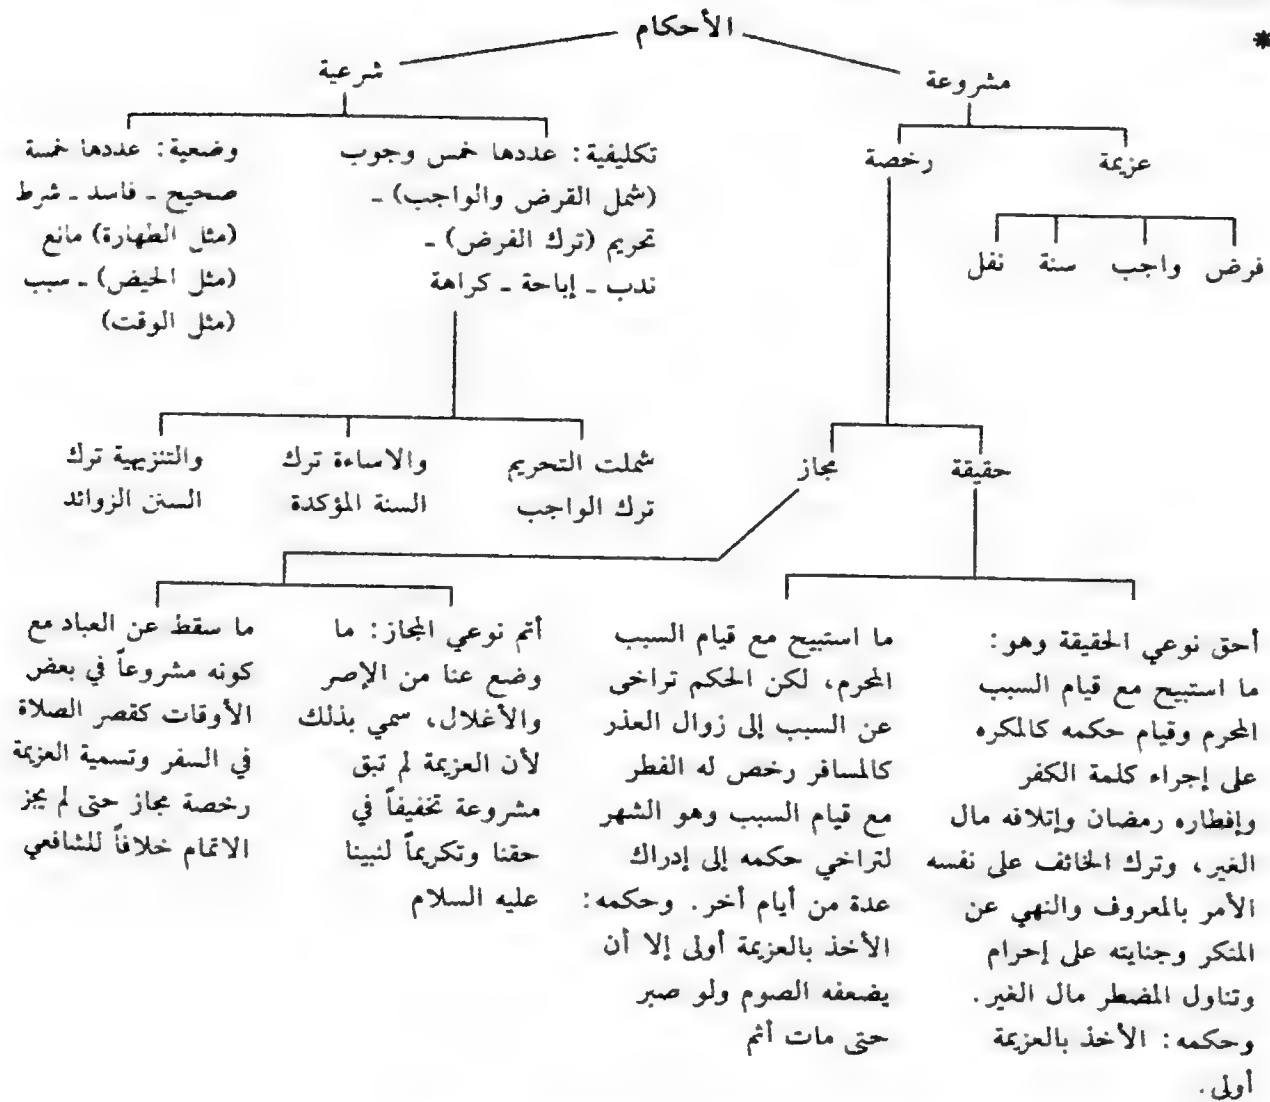 *
الأحكام
مشروعة
شرعية
عزيمة
رخصة
فرض واجب سنة نفل
تكليفية: عددها خمس وجوب
(شمل القرض والواجب) -
تحريم (ترك الفرض) -
ندب - إباحة - كراهة
وضعية: عددها خمسة
صحيح - فاسد - شرط
(مثل الطهارة) مانع
(مثل الحيض) - سبب
(مثل الوقت)
حقيقة
مجاز
شملت التحريم
ترك الواجب
والاساءة ترك
السنة المؤكدة
والتنزيهية ترك
السنن الزوائد
أحق نوعي الحقيقة وهو:
ما استبيح مع قيام السبب
المحرم وقيام حكمه كالمكره
على إجراء كلمة الكفر
وإفطاره رمضان وإتلافه مال
الغير، وترك الخائف على نفسه
الأمر بالمعروف والنهي عن
المنكر وجنايته على إحرام
وتناول المضطر مال الغير.
وحكمه: الأخذ بالعزيمة
أولى.
ما استبيح مع قيام السبب
المحرم، لكن الحكم تراخى
عن السبب إلى زوال العذر
كالمسافر رخص له الفطر
مع قيام السبب وهو الشهر
لتراخي حكمه إلى إدراك
عدة من أيام أخر. وحكمه:
الأخذ بالعزيمة أولى إلا أن
يضعفه الصوم ولو صبر
حتى مات أثم
أتم نوعي المجاز: ما
وضع عنا من الإصر
والأغلال، سمي بذلك
لأن العزيمة لم تبق
مشروعة تخفيفاً في
حقنا وتكريماً لنبينا
عليه السلام
ما سقط عن العباد مع
كونه مشروعاً في بعض
الأوقات كقصر الصلاة
في السفر وتسمية العزيمة
رخصة مجاز حتى لم يجز
الاتمام خلافاً للشافعي